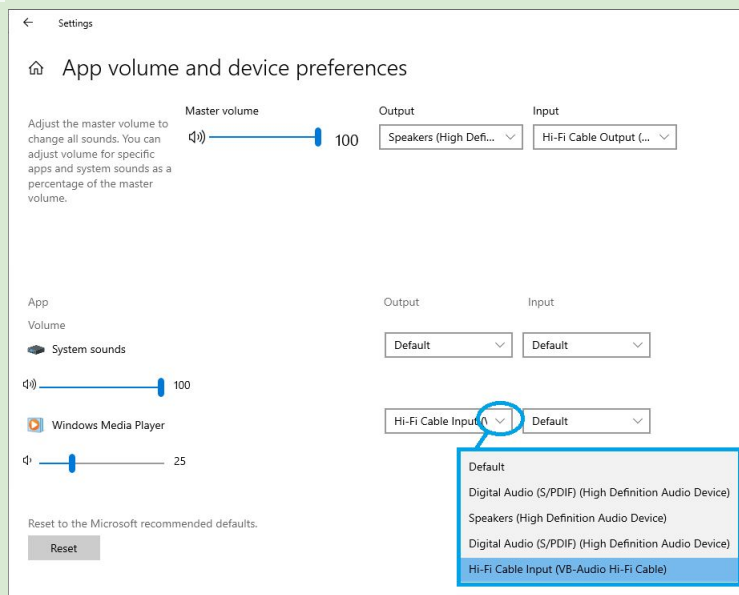 Settings
App volume and device preferences
Adjust the master volume to
change all sounds. You can
adjust volume for specific
apps and system sounds as a
percentage of the master
volume.
Master volume
100
Output
Speakers (High Defi...
Input
Hi-Fi Cable Output (...
App
Volume
Output
Input
System sounds
Default
Default
100
Windows Media Player
Hi-Fi Cable Input (V
Default
25
Default
Digital Audio (S/PDIF) (High Definition Audio Device)
Speakers (High Definition Audio Device)
Digital Audio (S/PDIF) (High Definition Audio Device)
Hi-Fi Cable Input (VB-Audio Hi-Fi Cable)
Reset to the Microsoft recommended defaults.
Reset